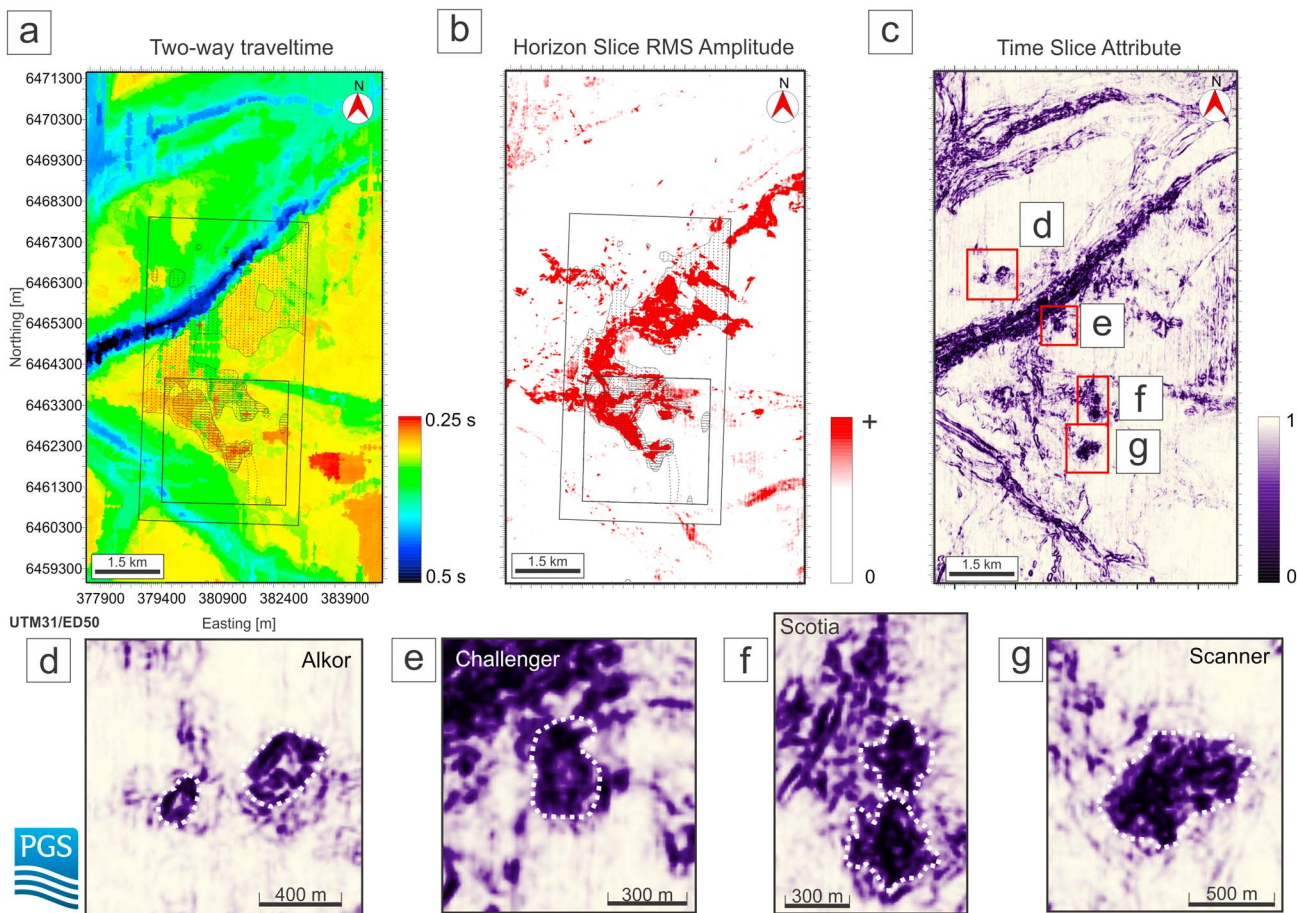 a
Two-way traveltime
b
Horizon Slice RMS Amplitude
c
Time Slice Attribute
6471300
6470300
6469300
6468300
6467300
6466300
6465300
6464300
6463300
6462300
6461300
6460300
6459300
Northing [m]
N
1.5 km
377900 379400 380900 382400 383900
Easting [m]
UTM31/ED50
0.25 s
0.5 s
N
1.5 km
+
0
N
d
e
f
g
1.5 km
1
0
d
Alkor
400 m
e
Challenger
300 m
f
Scotia
300 m
g
Scanner
500 m
PGS